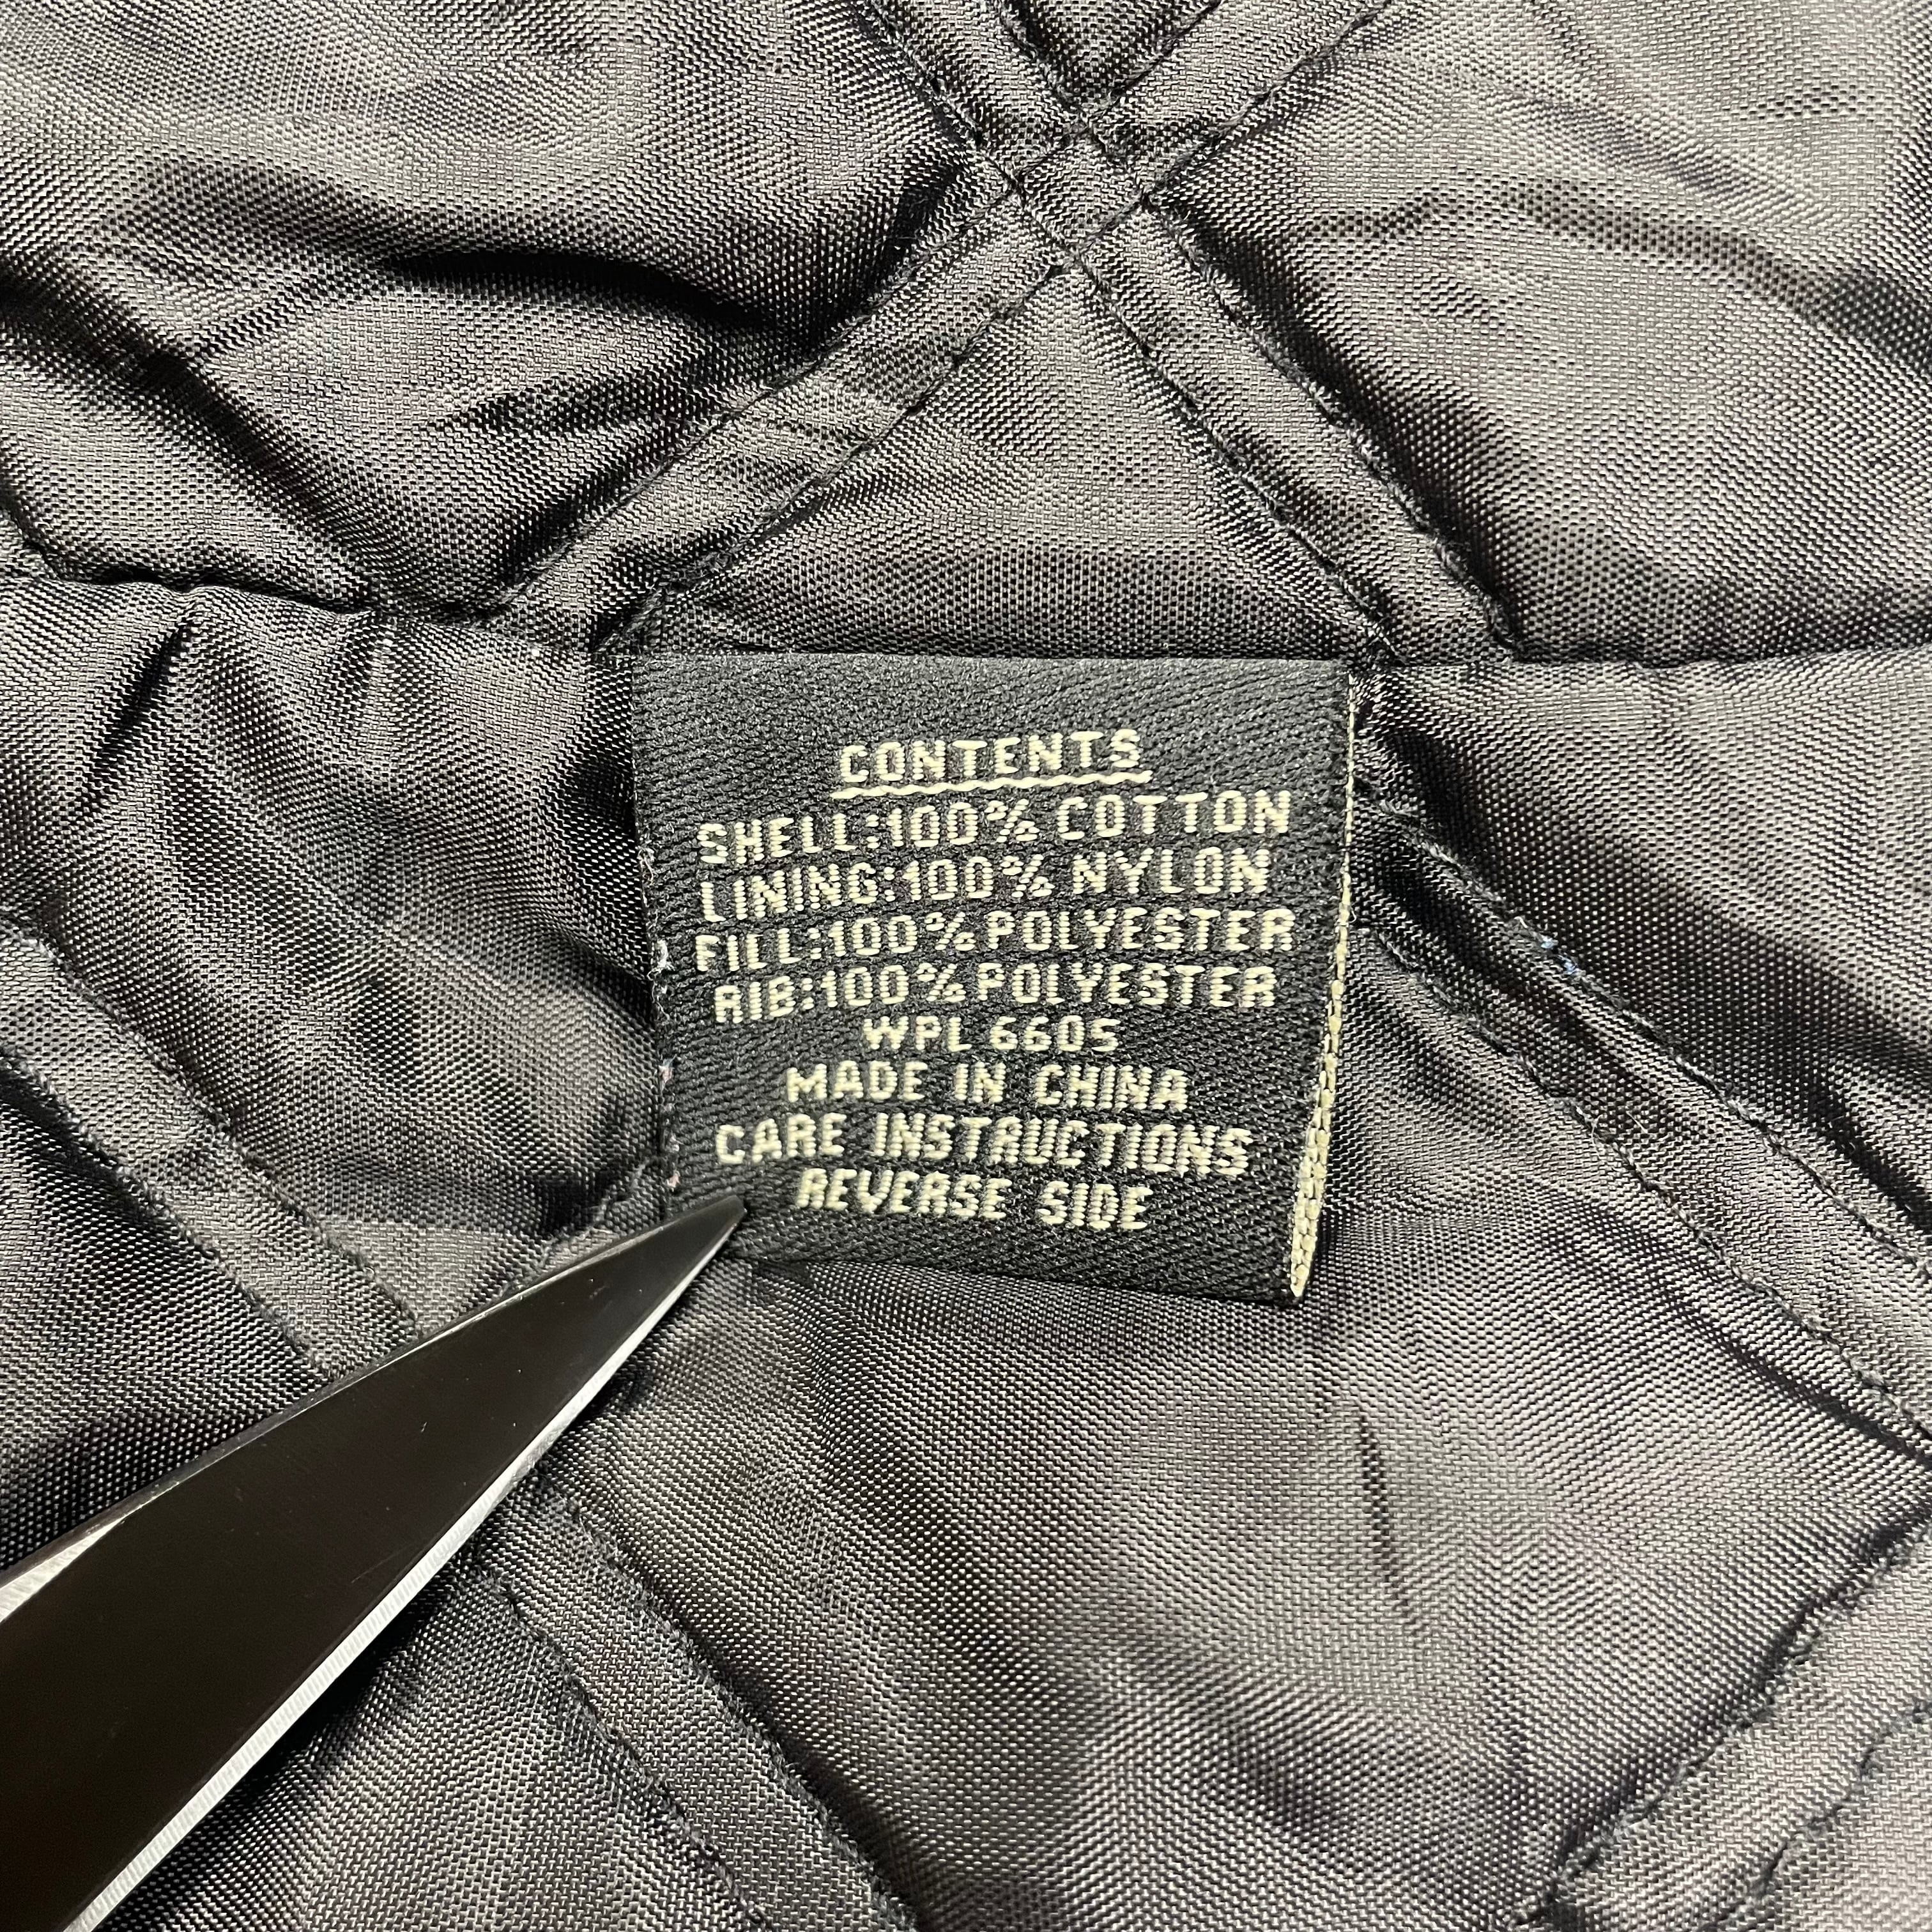 CONTENTS
SHELL:100% COTTON
LINING:100% NYLON
FILL:100% POLYESTER
RIB:100% POLYESTER
WPL 6605
MADE IN CHINA
CARE INSTRUCTIONS
REVERSE SIDE